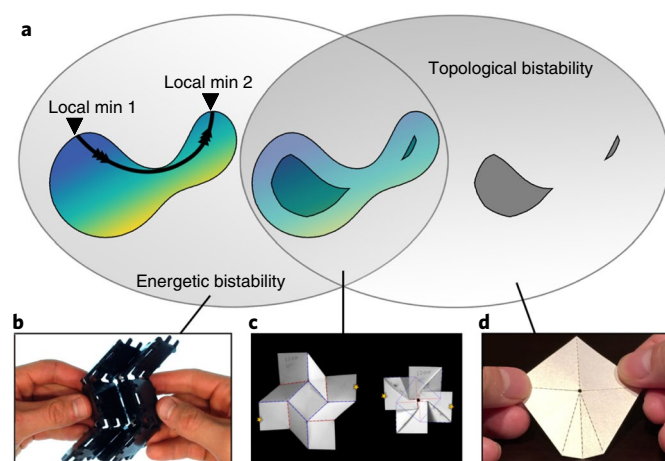 a
Local min 1
Local min 2
Topological bistability
Energetic bistability
b
c
d